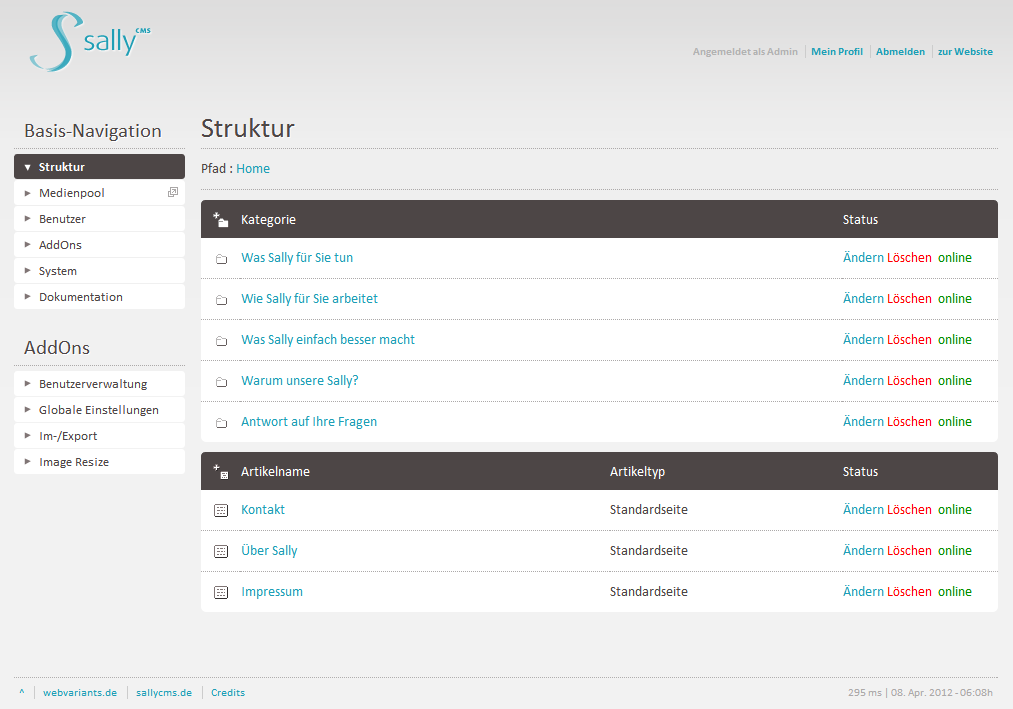 sally CMS
Angemeldet als Admin | Mein Profil | Abmelden | zur Website
Basis-Navigation
Struktur
Medienpool
Benutzer
AddOns
System
Dokumentation
AddOns
Benutzerverwaltung
Globale Einstellungen
Im-/Export
Image Resize
Struktur
Pfad : Home
Kategorie Status
Was Sally für Sie tun Ändern Löschen online
Wie Sally für Sie arbeitet Ändern Löschen online
Was Sally einfach besser macht Ändern Löschen online
Warum unsere Sally? Ändern Löschen online
Antwort auf Ihre Fragen Ändern Löschen online
Artikelname Artikeltyp Status
Kontakt Standardseite Ändern Löschen online
Über Sally Standardseite Ändern Löschen online
Impressum Standardseite Ändern Löschen online
^ | webvariants.de | sallycms.de | Credits 295 ms | 08. Apr. 2012 - 06:08h